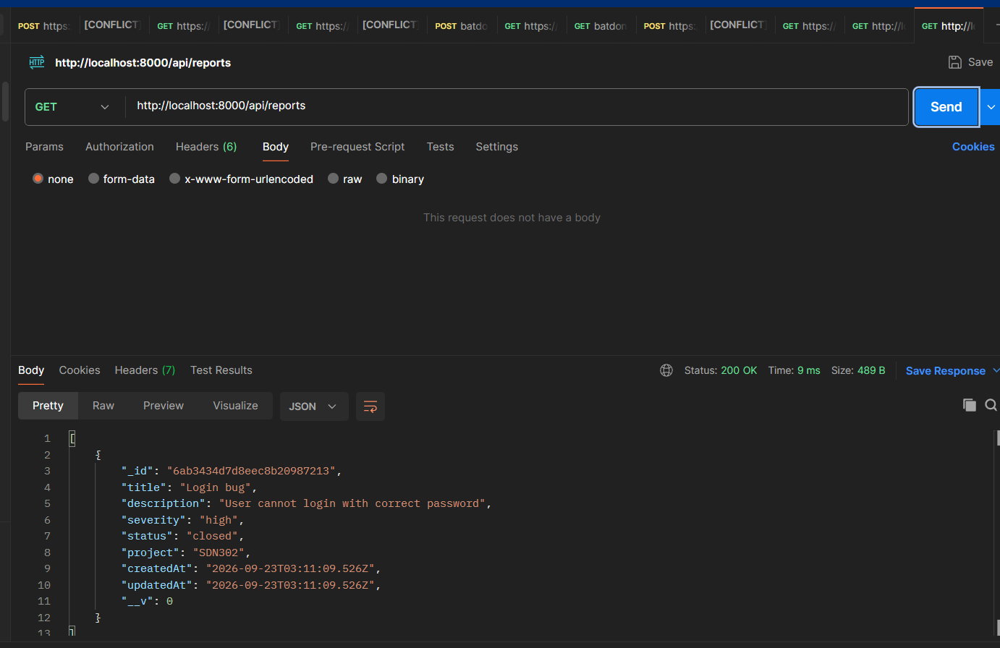 POST https: [CONFLICT] GET https:/ [CONFLICT] GET https:/ [CONFLICT] POST batdo GET https:/ GET batdon POST https: [CONFLICT] GET https:/ GET http://l GET http://l
HTTP http://localhost:8000/api/reports Save
GET http://localhost:8000/api/reports Send
Params Authorization Headers (6) Body Pre-request Script Tests Settings Cookies
none form-data x-www-form-urlencoded raw binary
This request does not have a body
Body Cookies Headers (7) Test Results Status: 200 OK Time: 9 ms Size: 489 B Save Response
Pretty Raw Preview Visualize JSON
1 [
2 {
3 "_id": "6ab3434d7d8eec8b20987213",
4 "title": "Login bug",
5 "description": "User cannot login with correct password",
6 "severity": "high",
7 "status": "closed",
8 "project": "SDN302",
9 "createdAt": "2026-09-23T03:11:09.526Z",
10 "updatedAt": "2026-09-23T03:11:09.526Z",
11 "__v": 0
12 }
13 ]